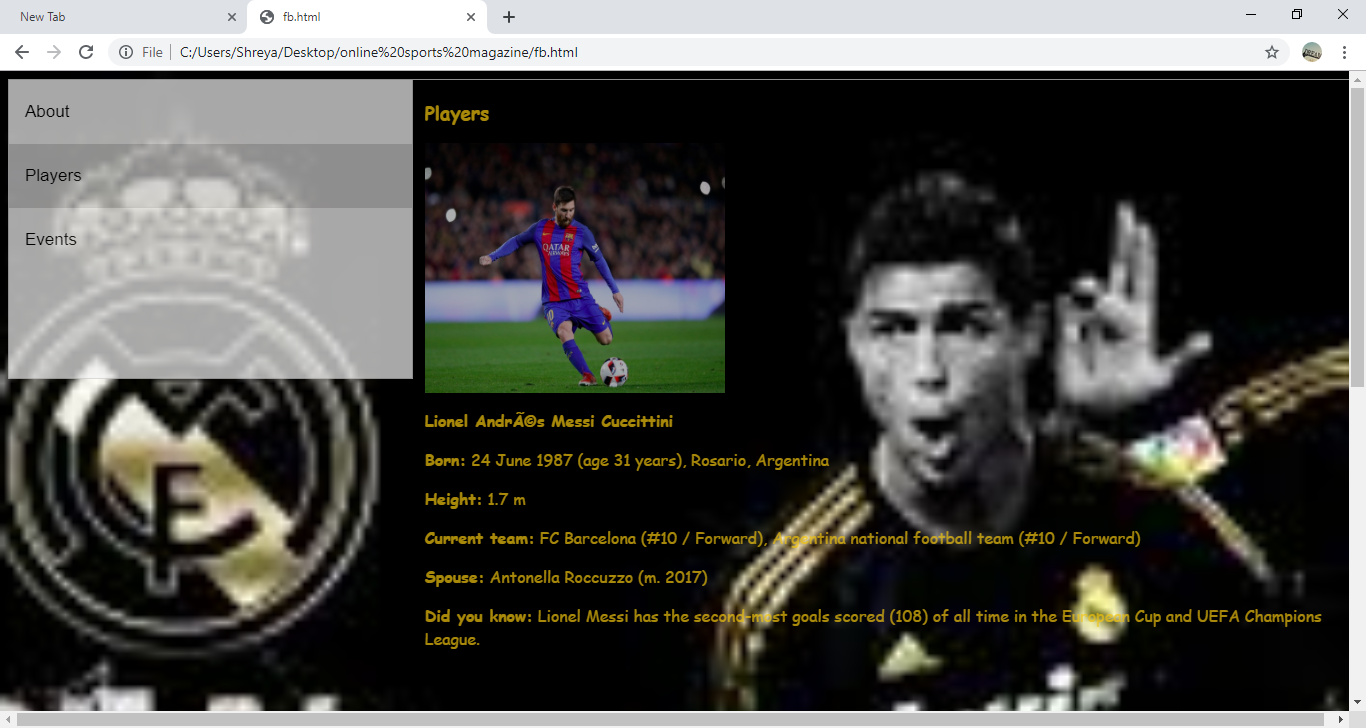 New Tab
fb.html
File
C:/Users/Shreya/Desktop/online%20sports%20magazine/fb.html
About
Players
Events
Players
QATAR
AIRWAYS
Lionel AndrÃ©s Messi Cuccittini
Born: 24 June 1987 (age 31 years), Rosario, Argentina
Height: 1.7 m
Current team: FC Barcelona (#10 / Forward), Argentina national football team (#10 / Forward)
Spouse: Antonella Roccuzzo (m. 2017)
Did you know: Lionel Messi has the second-most goals scored (108) of all time in the European Cup and UEFA Champions
League.